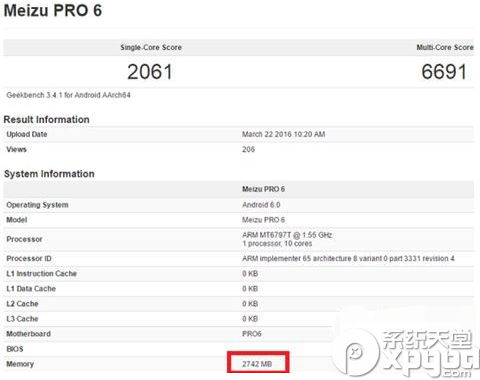 Meizu PRO 6
Single-Core Score Multi-Core Score
2061 6691
Geekbench 3.4.1 for Android AArch64
Result Information
Upload Date March 22 2016 10:20 AM
Views 206
System Information
Meizu PRO 6
Operating System Android 6.0
Model Meizu PRO 6
Processor ARM MT6797T @ 1.55 GHz
1 processor, 10 cores
Processor ID ARM implementer 65 architecture 8 variant 0 part 3331 revision 4
L1 Instruction Cache 0 KB
L1 Data Cache 0 KB
L2 Cache 0 KB
L3 Cache 0 KB
Motherboard PRO6
BIOS
Memory 2742 MB
系统天堂